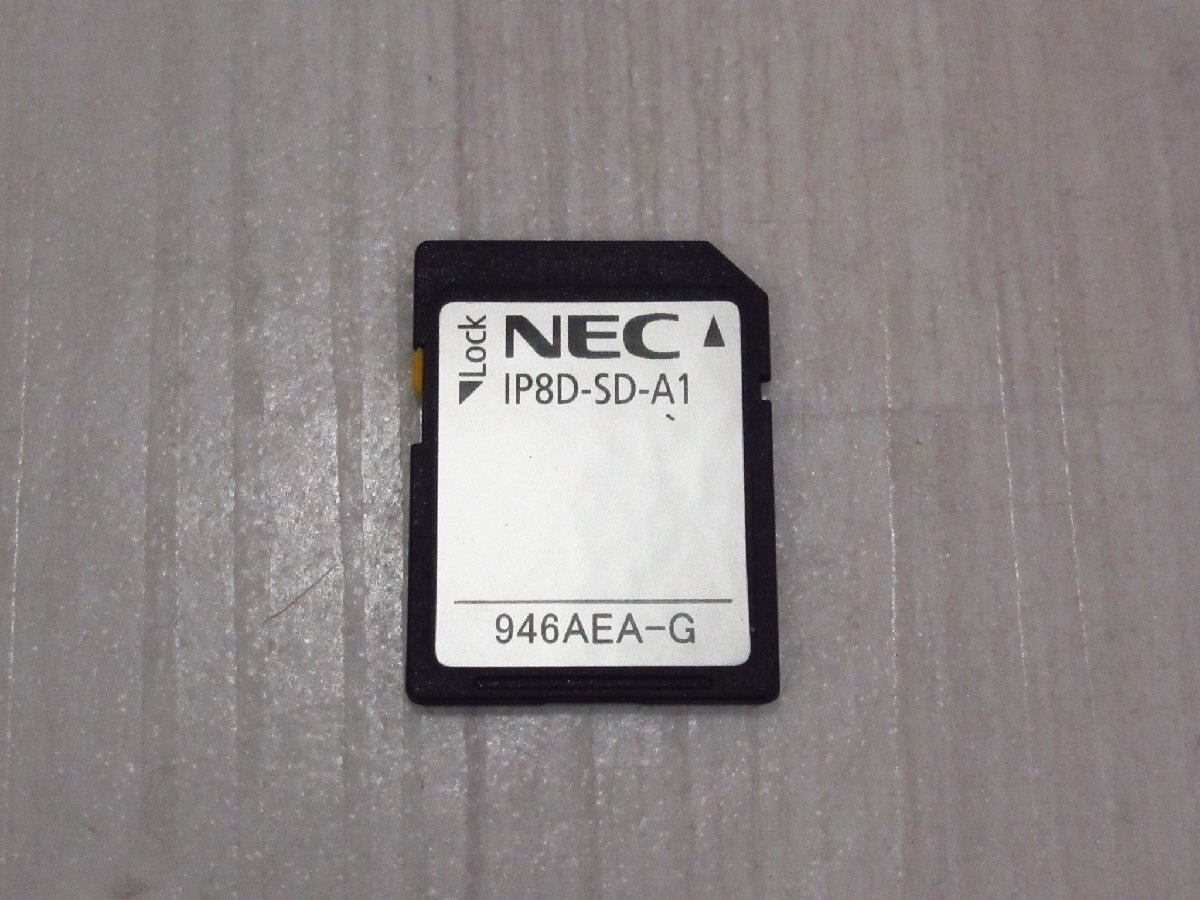 Lock
NEC
IP8D-SD-A1
946AEA-G